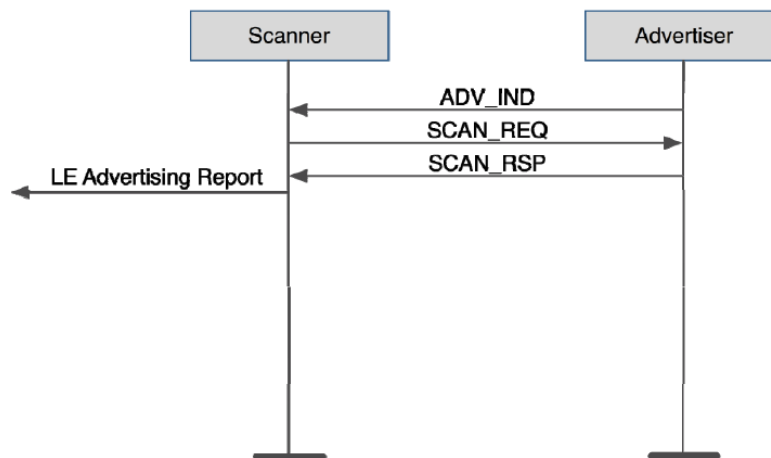 Scanner
Advertiser
ADV_IND
SCAN_REQ
SCAN_RSP
LE Advertising Report